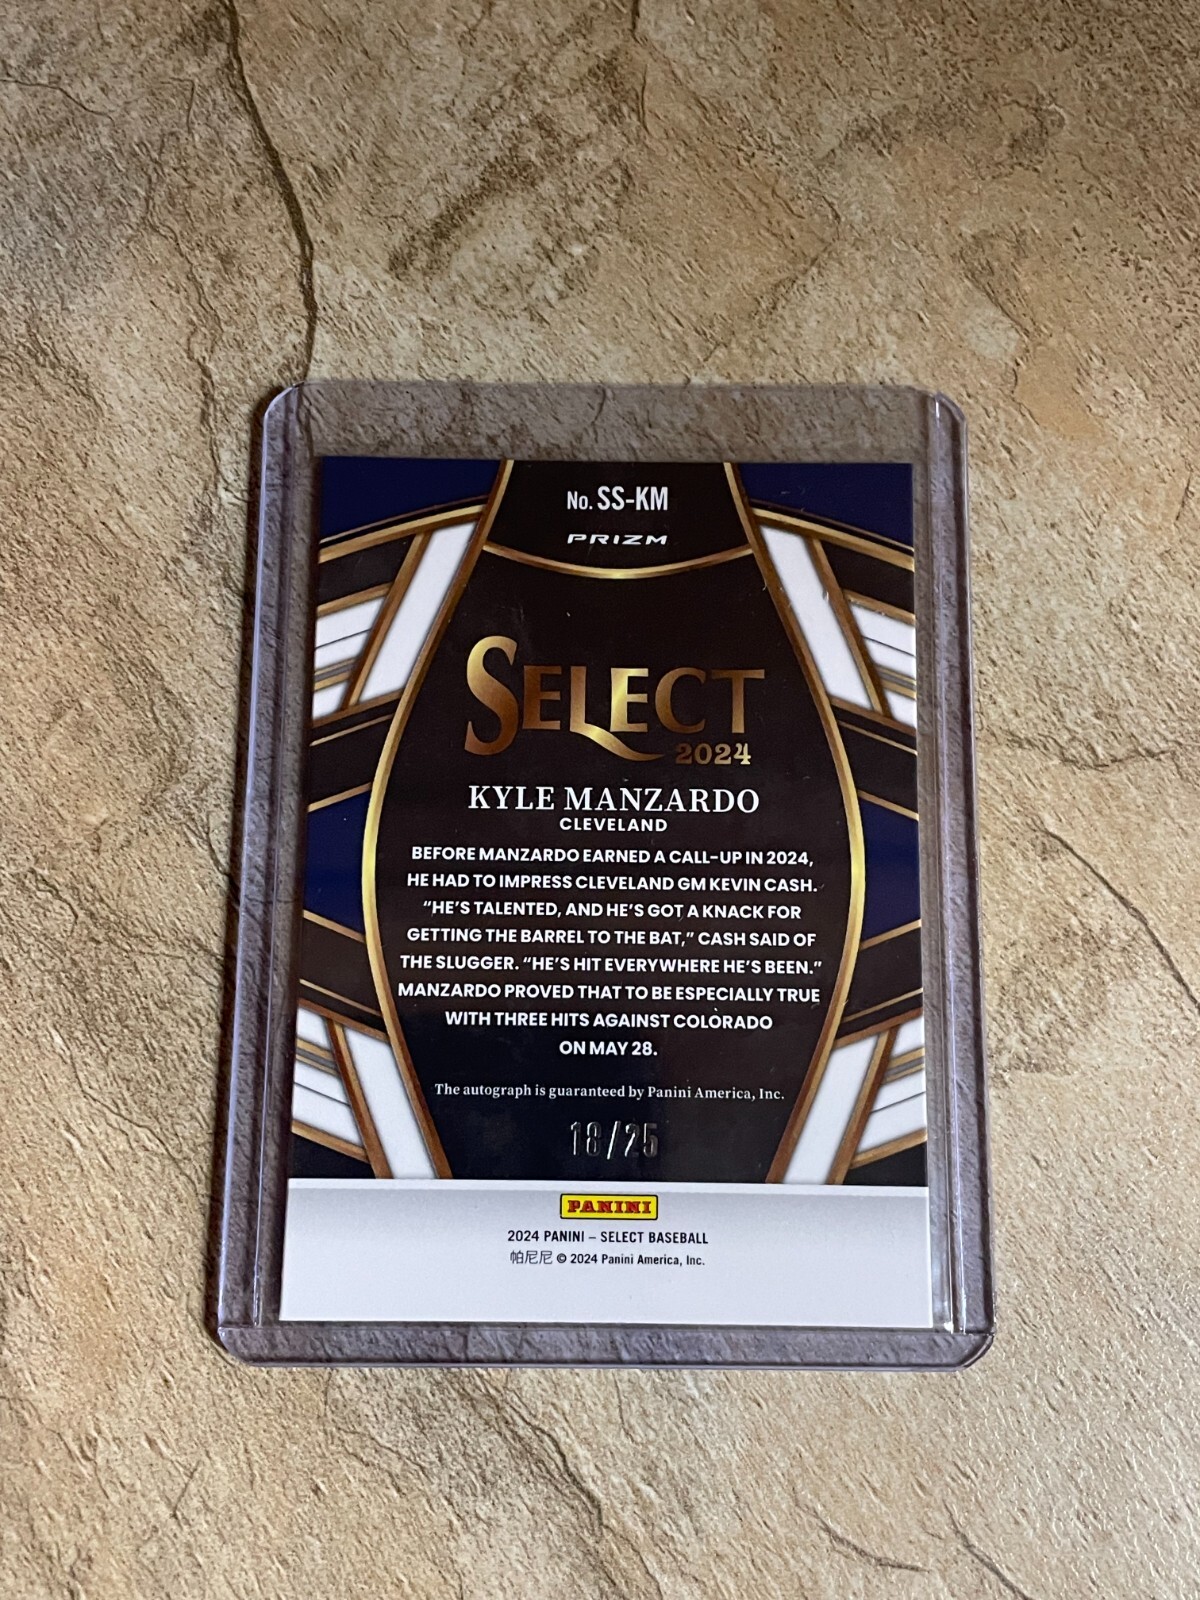 No. SS-KM
PRIZM
SELECT
2024
KYLE MANZARDO
CLEVELAND
BEFORE MANZARDO EARNED A CALL-UP IN 2024,
HE HAD TO IMPRESS CLEVELAND GM KEVIN CASH.
“HE’S TALENTED, AND HE’S GOT A KNACK FOR
GETTING THE BARREL TO THE BAT,” CASH SAID OF
THE SLUGGER. “HE’S HIT EVERYWHERE HE’S BEEN.”
MANZARDO PROVED THAT TO BE ESPECIALLY TRUE
WITH THREE HITS AGAINST COLORADO
ON MAY 28.
The autograph is guaranteed by Panini America, Inc.
18/25
PANINI
2024 PANINI – SELECT BASEBALL
帕尼尼 © 2024 Panini America, Inc.